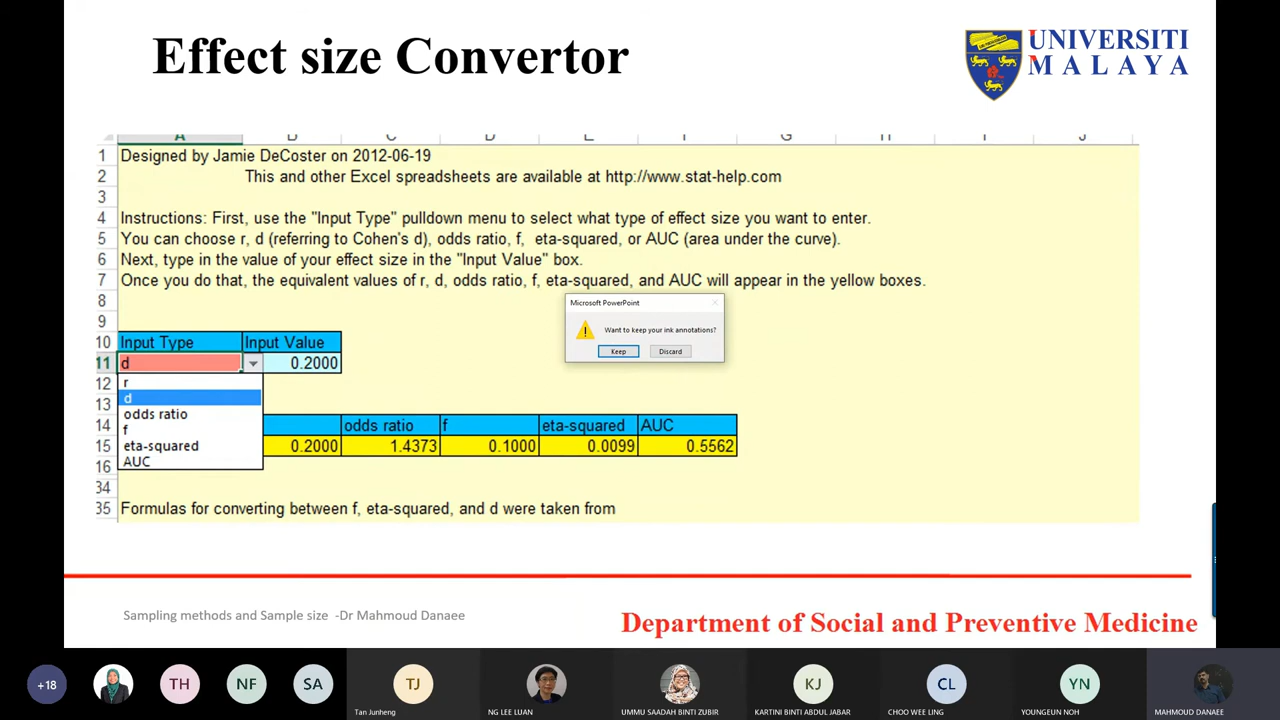 Effect size Convertor
UNIVERSITI
MALAYA
A B C D E F G H I J
1 Designed by Jamie DeCoster on 2012-06-19
2 This and other Excel spreadsheets are available at http://www.stat-help.com
3
4 Instructions: First, use the "Input Type" pulldown menu to select what type of effect size you want to enter.
5 You can choose r, d (referring to Cohen's d), odds ratio, f, eta-squared, or AUC (area under the curve).
6 Next, type in the value of your effect size in the "Input Value" box.
7 Once you do that, the equivalent values of r, d, odds ratio, f, eta-squared, and AUC will appear in the yellow boxes.
8
Microsoft PowerPoint
Want to keep your ink annotations?
Keep Discard
9
10 Input Type Input Value
11 d 0.2000
12 r
d
13 odds ratio
14 f odds ratio f eta-squared AUC
15 eta-squared 0.2000 1.4373 0.1000 0.0099 0.5562
16 AUC
34
35 Formulas for converting between f, eta-squared, and d were taken from
Sampling methods and Sample size -Dr Mahmoud Danaee
Department of Social and Preventive Medicine
+18 TH NF SA TJ KJ CL YN
Tan Junheng NG LEE LUAN UMMU SAADAH BINTI ZUBIR KARTINI BINTI ABDUL JABAR CHOO WEE LING YOUNGEUN NOH MAHMOUD DANAEE